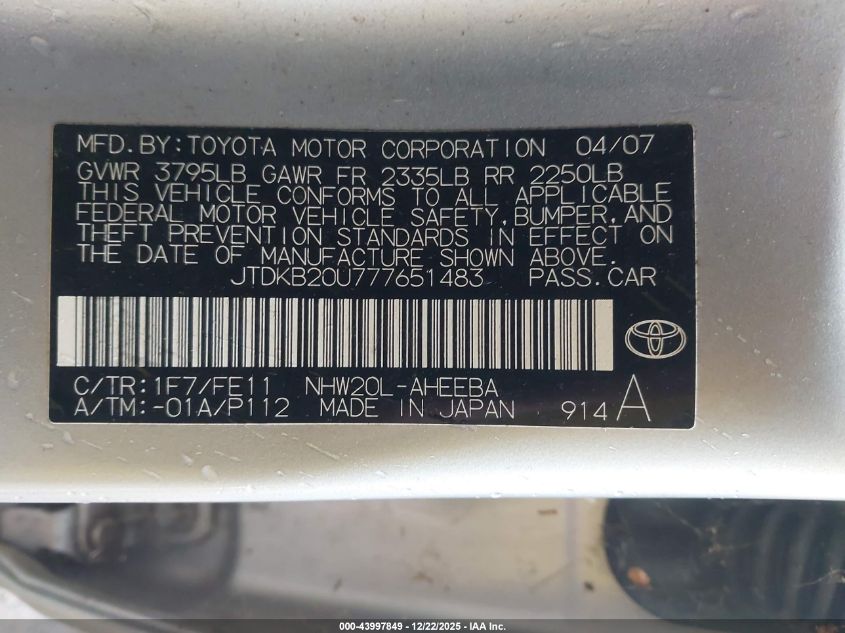 MFD. BY: TOYOTA MOTOR CORPORATION 04/07
GVWR 3795LB GAWR FR 2335LB RR 2250LB
THIS VEHICLE CONFORMS TO ALL APPLICABLE
FEDERAL MOTOR VEHICLE SAFETY, BUMPER, AND
THEFT PREVENTION STANDARDS IN EFFECT ON
THE DATE OF MANUFACTURE SHOWN ABOVE.
JTDKB20U777651483 PASS. CAR
C/TR: 1F7/FE11 NHW20L-AHEEBA
A/TM: -01A/P112 MADE IN JAPAN 914 A
000-43997849 - 12/22/2025 - IAA Inc.